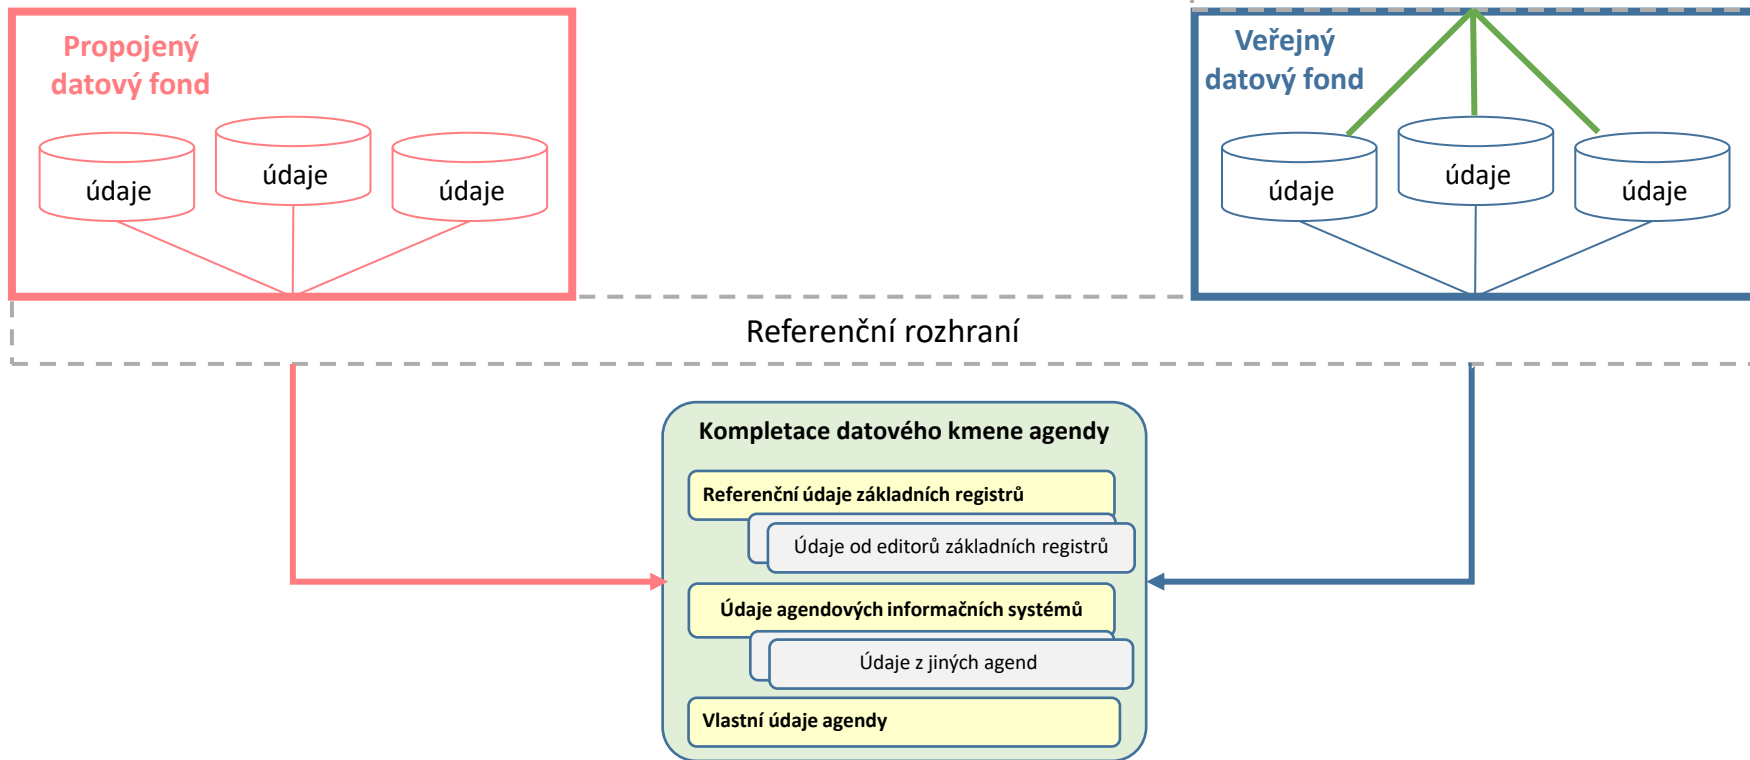 Propojený
datový fond
údaje
údaje
údaje
Veřejný
datový fond
údaje
údaje
údaje
Referenční rozhraní
Kompletace datového kmene agendy
Referenční údaje základních registrů
Údaje od editorů základních registrů
Údaje agendových informačních systémů
Údaje z jiných agend
Vlastní údaje agendy